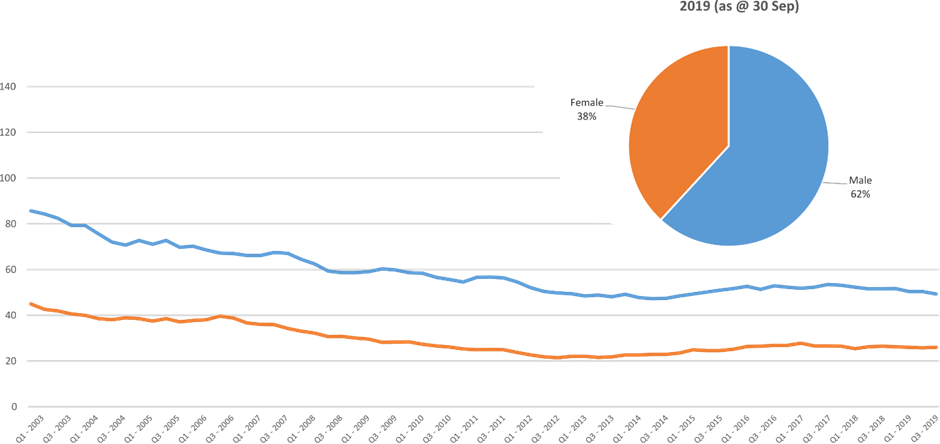 2019 (as @ 30 Sep)
Female
38%
Male
62%
140
120
100
80
60
40
20
0
Q1 - 2003
Q3 - 2003
Q1 - 2004
Q3 - 2004
Q1 - 2005
Q3 - 2005
Q1 - 2006
Q3 - 2006
Q1 - 2007
Q3 - 2007
Q1 - 2008
Q3 - 2008
Q1 - 2009
Q3 - 2009
Q1 - 2010
Q3 - 2010
Q1 - 2011
Q3 - 2011
Q1 - 2012
Q3 - 2012
Q1 - 2013
Q3 - 2013
Q1 - 2014
Q3 - 2014
Q1 - 2015
Q3 - 2015
Q1 - 2016
Q3 - 2016
Q1 - 2017
Q3 - 2017
Q1 - 2018
Q3 - 2018
Q1 - 2019
Q3 - 2019